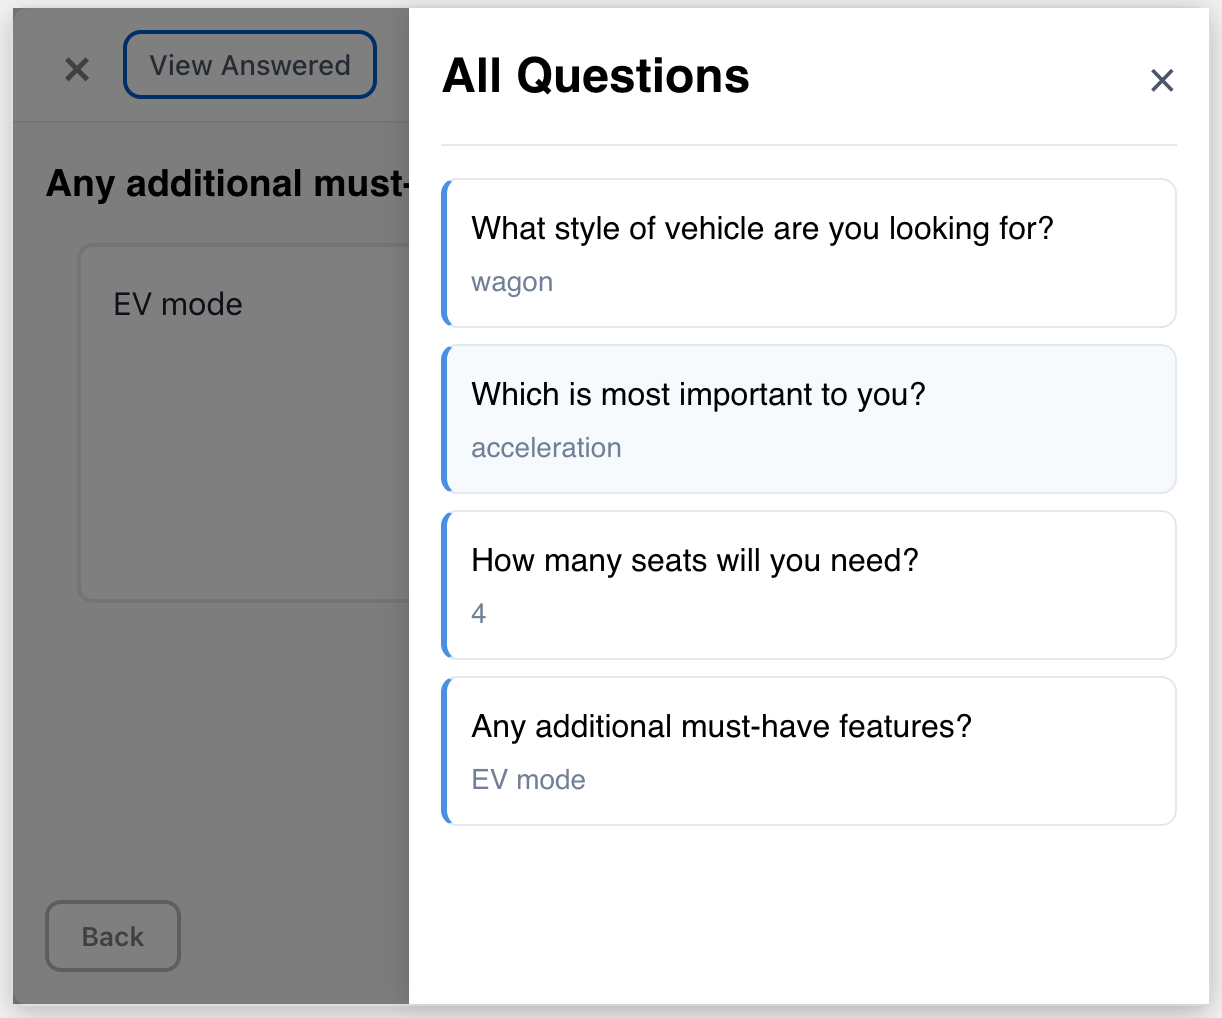 View Answered
Any additional must-
EV mode
Back
All Questions
What style of vehicle are you looking for?
wagon
Which is most important to you?
acceleration
How many seats will you need?
4
Any additional must-have features?
EV mode